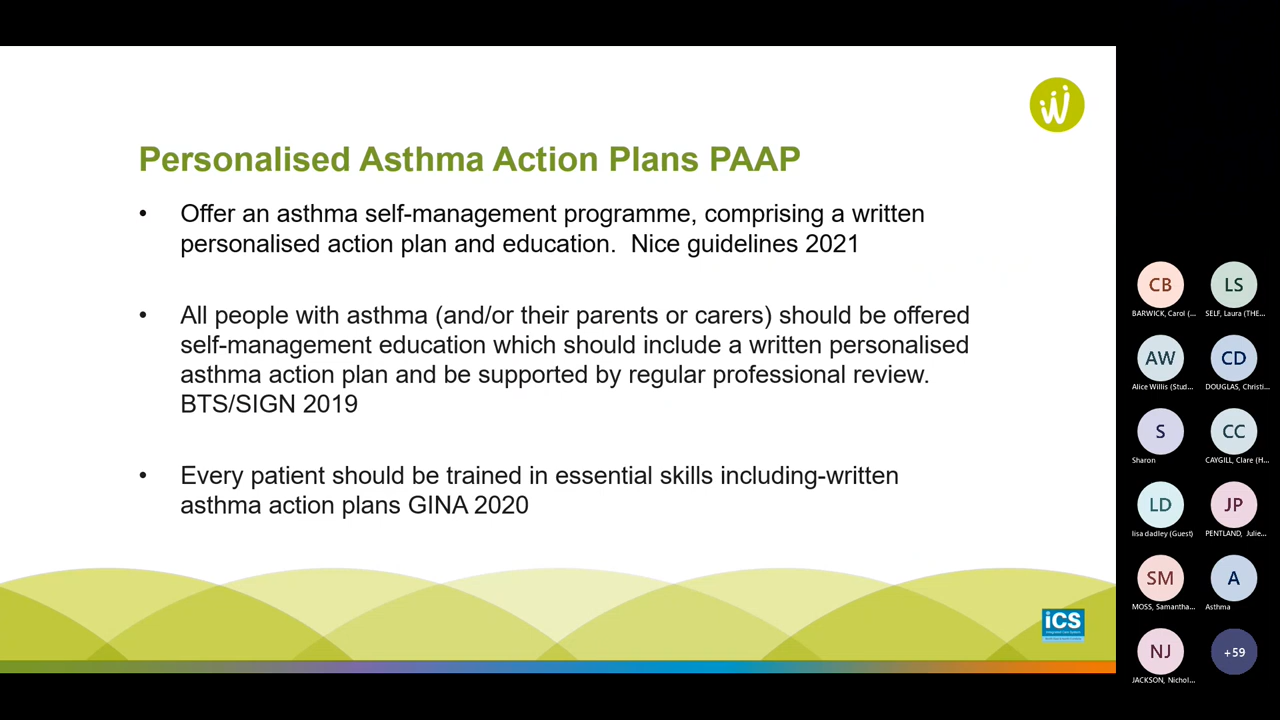 Personalised Asthma Action Plans PAAP
• Offer an asthma self-management programme, comprising a written
personalised action plan and education.  Nice guidelines 2021
• All people with asthma (and/or their parents or carers) should be offered
self-management education which should include a written personalised
asthma action plan and be supported by regular professional review.
BTS/SIGN 2019
• Every patient should be trained in essential skills including-written
asthma action plans GINA 2020
iCS
Integrated Care System
CB
BARWICK, Carol (...
LS
SELF, Laura (THE...
AW
Alice Willis (Stud...
CD
DOUGLAS, Christi...
S
Sharon
CC
CAYGILL, Clare (H...
LD
lisa dadley (Guest)
JP
PENTLAND, Julie...
SM
MOSS, Samantha...
A
Asthma
NJ
JACKSON, Nichol...
+59